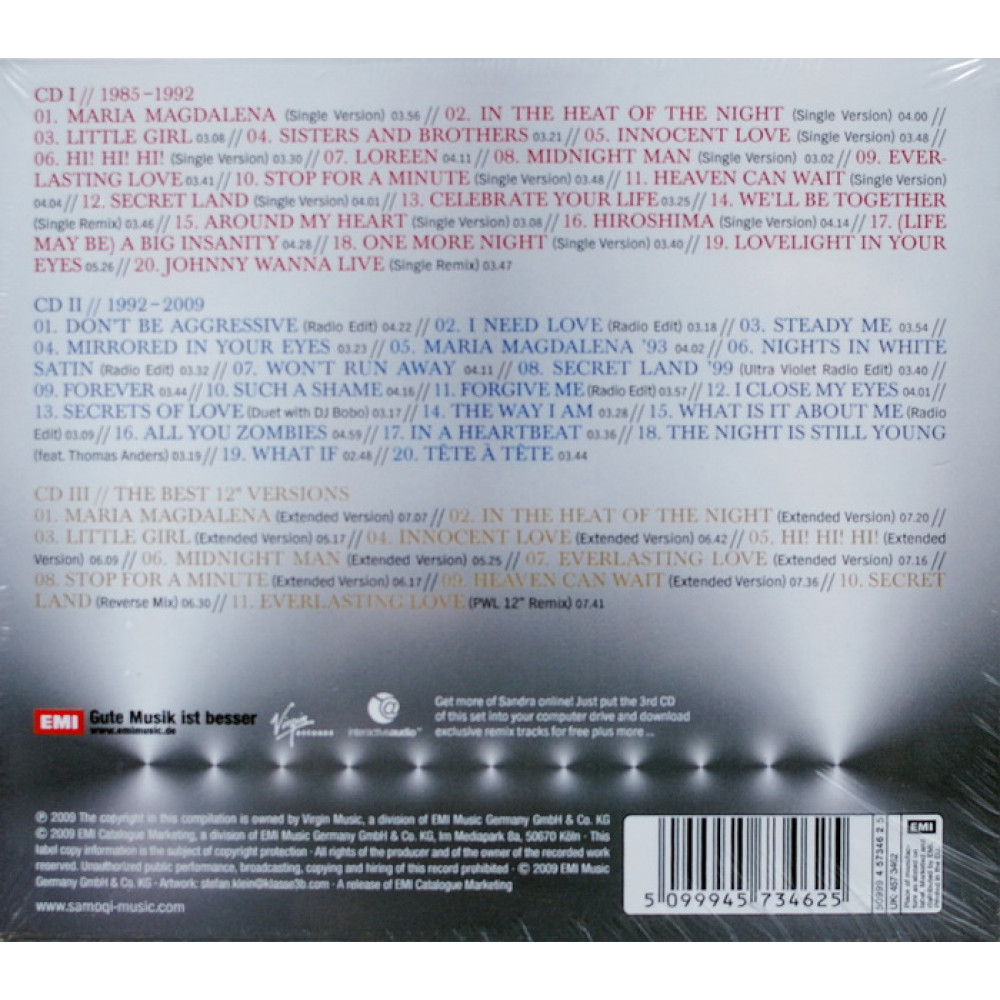 CD I // 1985–1992
01. MARIA MAGDALENA (Single Version) 03.56 // 02. IN THE HEAT OF THE NIGHT (Single Version) 04.00 //
03. LITTLE GIRL 03.08 // 04. SISTERS AND BROTHERS 03.21 // 05. INNOCENT LOVE (Single Version) 03.48 //
06. HI! HI! HI! (Single Version) 03.30 // 07. LOREEN 04.11 // 08. MIDNIGHT MAN (Single Version) 03.02 // 09. EVER-
LASTING LOVE 03.41 // 10. STOP FOR A MINUTE (Single Version) 03.48 // 11. HEAVEN CAN WAIT (Single Version)
04.04 // 12. SECRET LAND (Single Version) 04.01 // 13. CELEBRATE YOUR LIFE 03.25 // 14. WE'LL BE TOGETHER
(Single Remix) 03.46 // 15. AROUND MY HEART (Single Version) 03.08 // 16. HIROSHIMA (Single Version) 04.14 // 17. (LIFE
MAY BE) A BIG INSANITY 04.28 // 18. ONE MORE NIGHT (Single Version) 03.40 // 19. LOVELIGHT IN YOUR
EYES 05.26 // 20. JOHNNY WANNA LIVE (Single Remix) 03.47
CD II // 1992–2009
01. DON'T BE AGGRESSIVE (Radio Edit) 04.22 // 02. I NEED LOVE (Radio Edit) 03.18 // 03. STEADY ME 03.54 //
04. MIRRORED IN YOUR EYES 03.23 // 05. MARIA MAGDALENA '93 04.02 // 06. NIGHTS IN WHITE
SATIN (Radio Edit) 03.32 // 07. WON'T RUN AWAY 04.11 // 08. SECRET LAND '99 (Ultra Violet Radio Edit) 03.40 //
09. FOREVER 03.44 // 10. SUCH A SHAME 04.16 // 11. FORGIVE ME (Radio Edit) 03.57 // 12. I CLOSE MY EYES 04.01 //
13. SECRETS OF LOVE (Duet with DJ Bobo) 03.17 // 14. THE WAY I AM 03.28 // 15. WHAT IS IT ABOUT ME (Radio
Edit) 03.09 // 16. ALL YOU ZOMBIES 04.59 // 17. IN A HEARTBEAT 03.36 // 18. THE NIGHT IS STILL YOUNG
(feat. Thomas Anders) 03.19 // 19. WHAT IF 02.48 // 20. TÊTE À TÊTE 03.44
CD III // THE BEST 12" VERSIONS
01. MARIA MAGDALENA (Extended Version) 07.07 // 02. IN THE HEAT OF THE NIGHT (Extended Version) 07.20 //
03. LITTLE GIRL (Extended Version) 05.17 // 04. INNOCENT LOVE (Extended Version) 06.42 // 05. HI! HI! HI! (Extended
Version) 06.09 // 06. MIDNIGHT MAN (Extended Version) 05.25 // 07. EVERLASTING LOVE (Extended Version) 07.16 //
08. STOP FOR A MINUTE (Extended Version) 06.17 // 09. HEAVEN CAN WAIT (Extended Version) 07.36 // 10. SECRET
LAND (Reverse Mix) 06.30 // 11. EVERLASTING LOVE (PWL 12" Remix) 07.41
EMI Gute Musik ist besser
www.emimusic.de
Virgin RECORDS
interactiveaudio™
Get more of Sandra online! Just put the 3rd CD
of this set into your computer drive and download
exclusive remix tracks for free plus more ...
℗ 2009 The copyright in this compilation is owned by Virgin Music, a division of EMI Music Germany GmbH & Co. KG
© 2009 EMI Catalogue Marketing, a division of EMI Music Germany GmbH & Co. KG, Im Mediapark 8a, 50670 Köln · This
label copy information is the subject of copyright protection · All rights of the producer and of the owner of the recorded work
reserved. Unauthorized public performance, broadcasting, copying and hiring of this record prohibited · © 2009 EMI Music
Germany GmbH & Co. KG · Artwork: stefan.klein@klasse3b.com · A release of EMI Catalogue Marketing
www.samoqi-music.com
5 099945 734625
50999 4 57346 2 5
UK: 457 3462
EMI